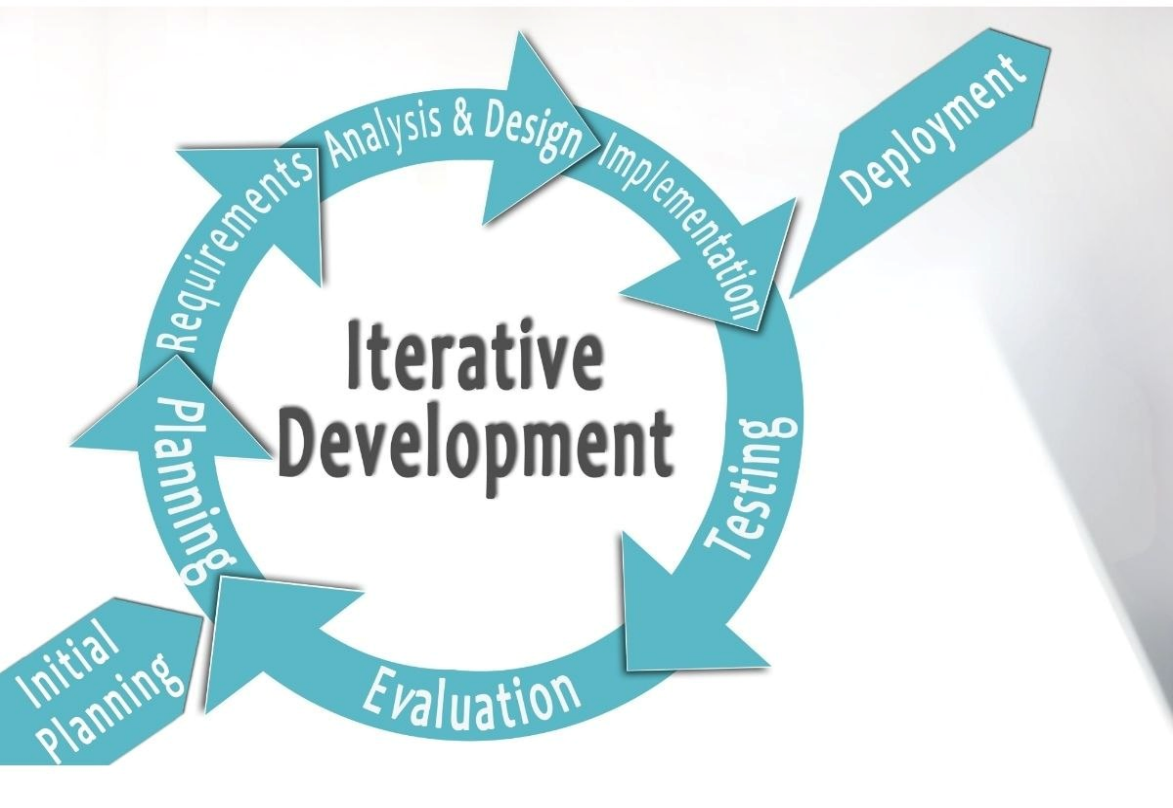 Initial
Planning
Planning
Requirements
Analysis & Design
Implementation
Testing
Evaluation
Deployment
Iterative
Development